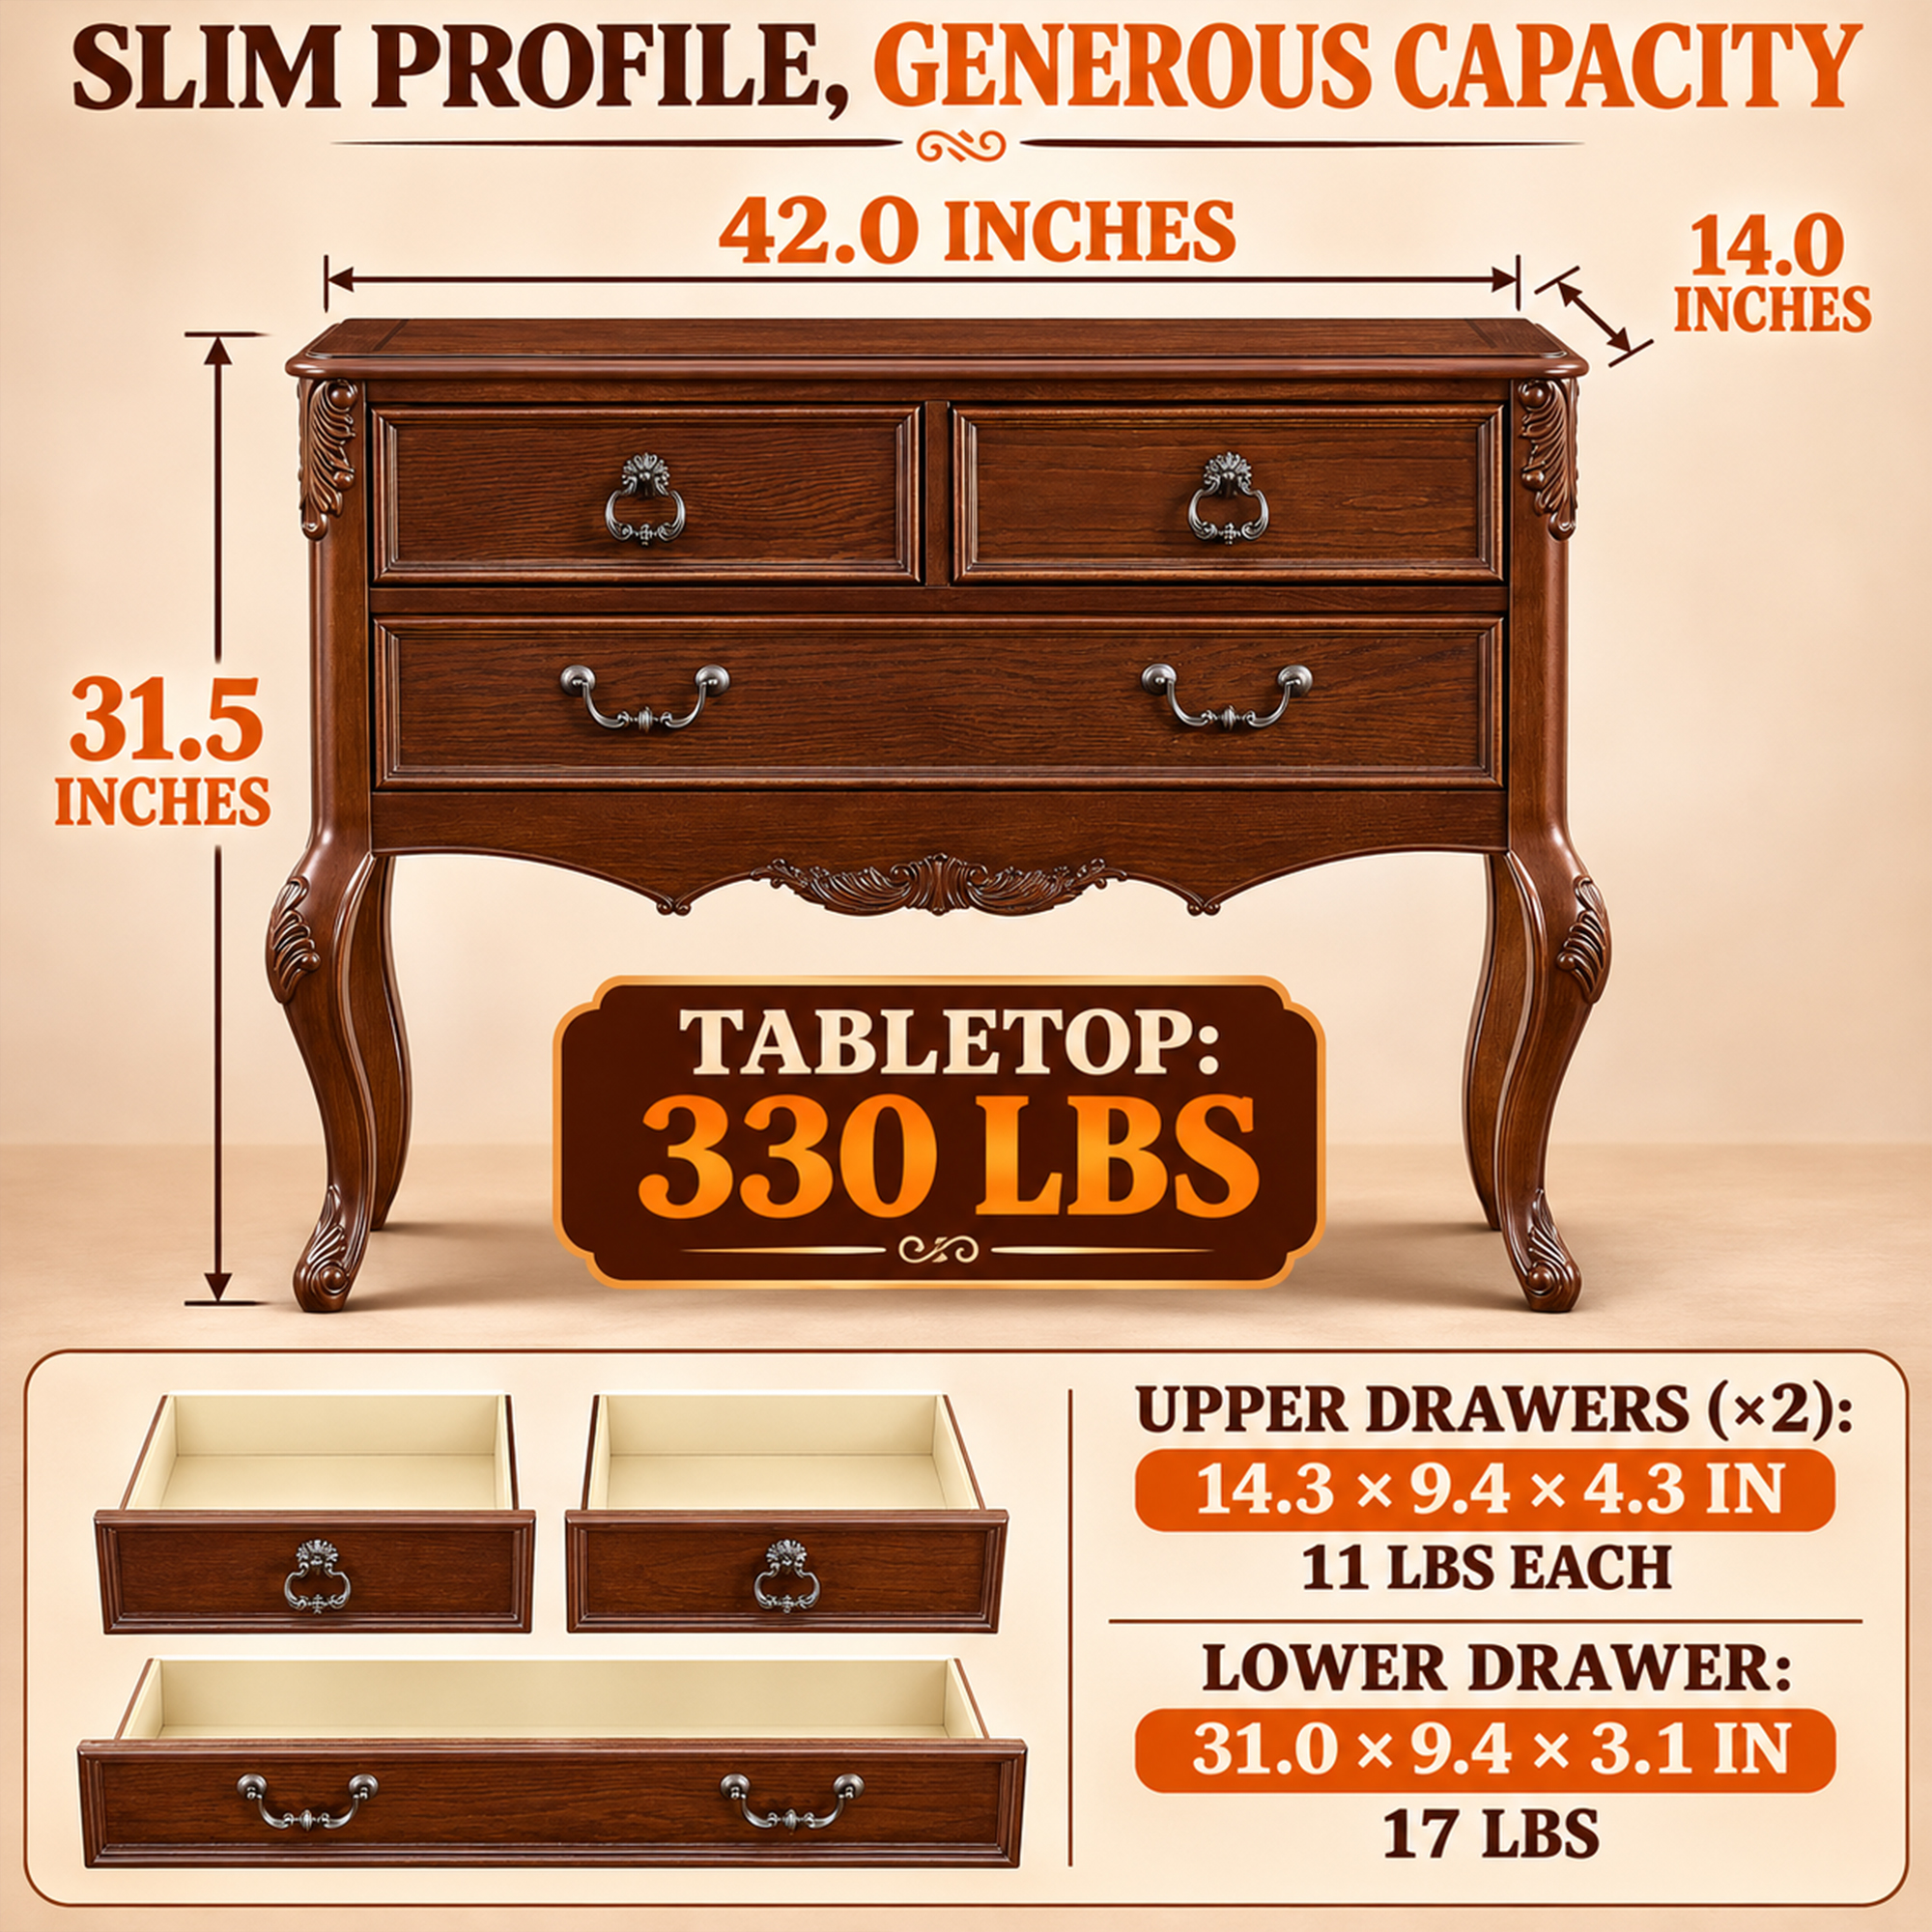 SLIM PROFILE, GENEROUS CAPACITY
42.0 INCHES
14.0
INCHES
31.5
INCHES
TABLETOP:
330 LBS
UPPER DRAWERS (×2):
14.3 × 9.4 × 4.3 IN
11 LBS EACH
LOWER DRAWER:
31.0 × 9.4 × 3.1 IN
17 LBS